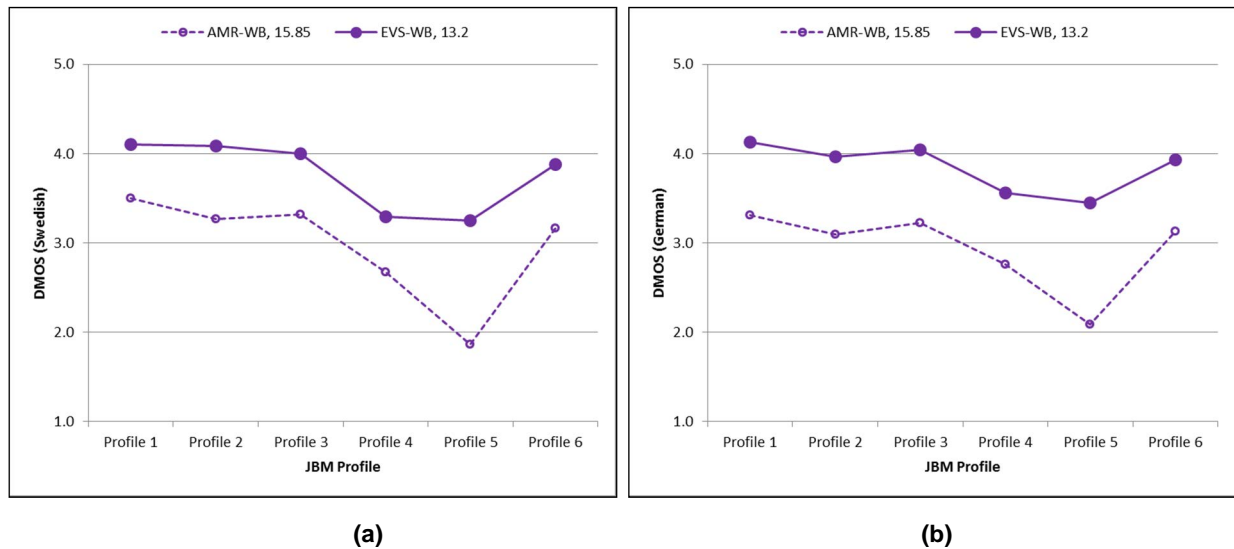 AMR-WB, 15.85 EVS-WB, 13.2
5.0
4.0
3.0
2.0
1.0
DMOS (Swedish)
Profile 1 Profile 2 Profile 3 Profile 4 Profile 5 Profile 6
JBM Profile
(a)
AMR-WB, 15.85 EVS-WB, 13.2
5.0
4.0
3.0
2.0
1.0
DMOS (German)
Profile 1 Profile 2 Profile 3 Profile 4 Profile 5 Profile 6
JBM Profile
(b)